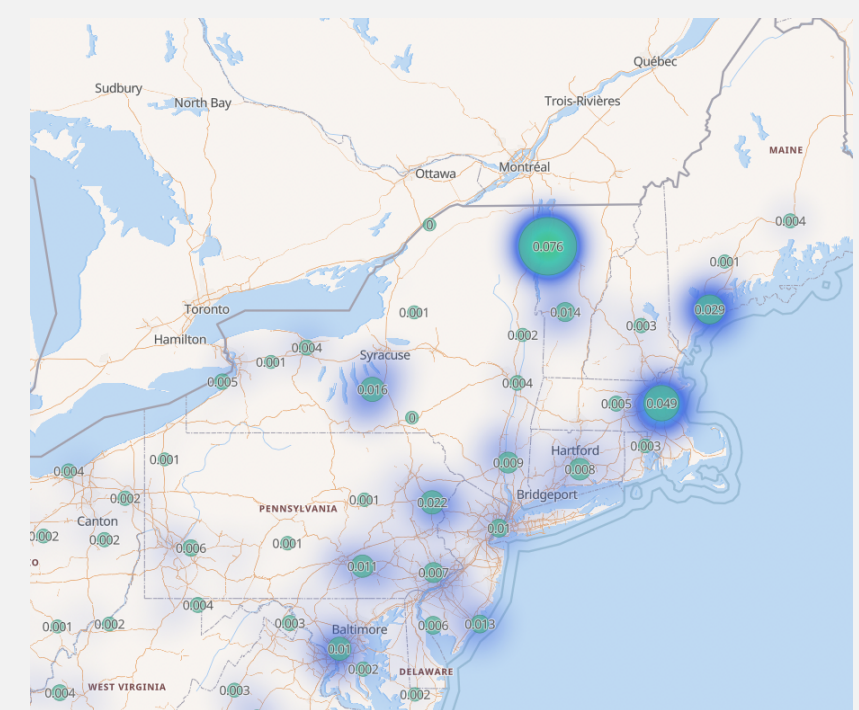 Québec
Sudbury
North Bay
Trois-Rivières
MAINE
Montréal
Ottawa
0.004
0
0.076
0.001
Toronto
0.029
0.001
0.014
0.003
Hamilton
0.002
0.004
Syracuse
0.001
0.005
0.004
0.016
0.005
0.049
0
0.003
Hartford
0.001
0.009
0.008
0.004
Bridgeport
0.002
0.001
0.022
PENNSYLVANIA
Canton
0.01
0.002
0.002
0.001
0.006
0.011
0.007
0.004
0.001
0.002
0.003
Baltimore
0.006
0.013
0.01
0.002
DELAWARE
WEST VIRGINIA
0.004
0.003
0.002